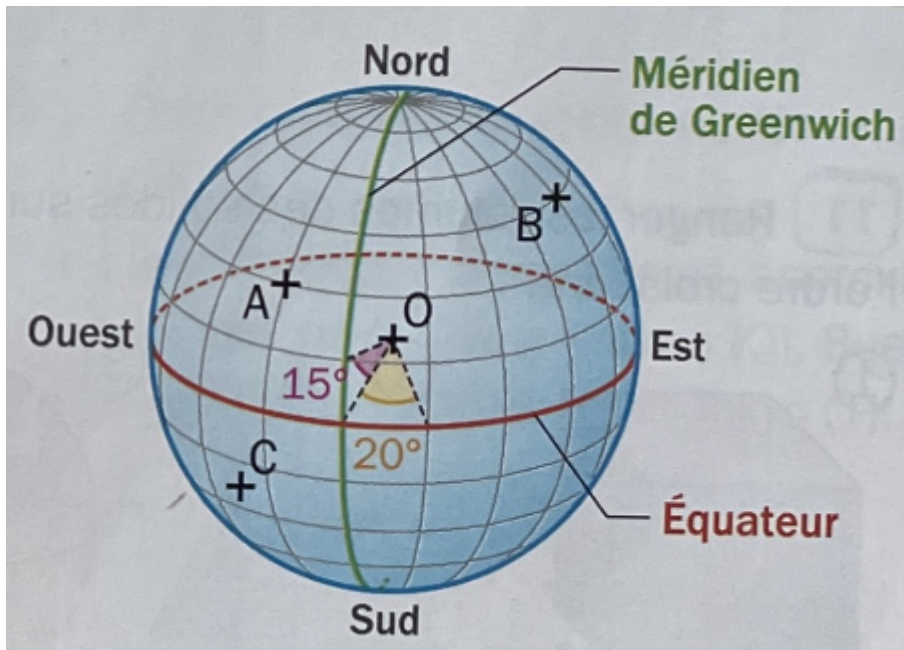 Nord
Méridien
de Greenwich
B
A
O
Ouest
Est
15°
20°
C
Équateur
Sud